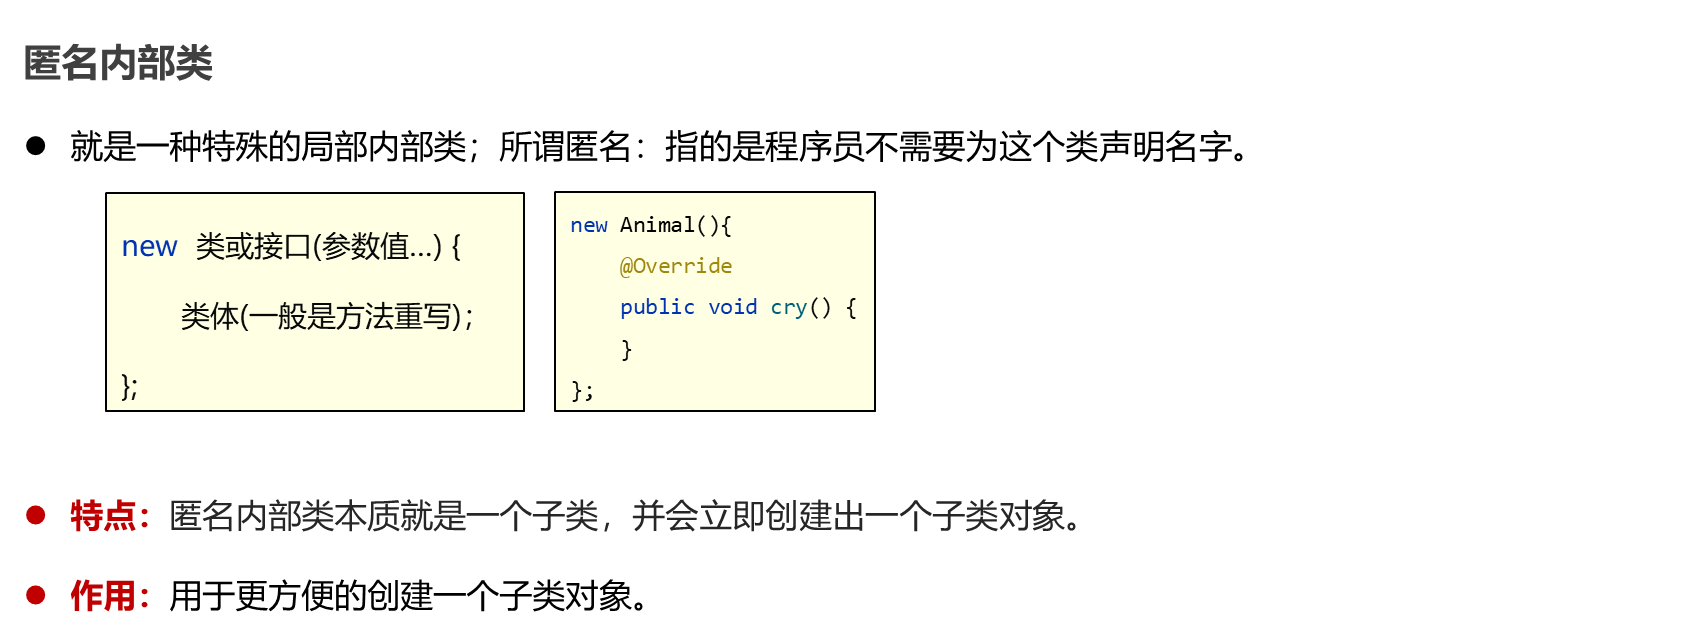 匿名内部类
就是一种特殊的局部内部类；所谓匿名：指的是程序员不需要为这个类声明名字。
new 类或接口(参数值…) {
类体(一般是方法重写);
};
new Animal(){
@Override
public void cry() {
}
};
特点：匿名内部类本质就是一个子类，并会立即创建出一个子类对象。
作用：用于更方便的创建一个子类对象。